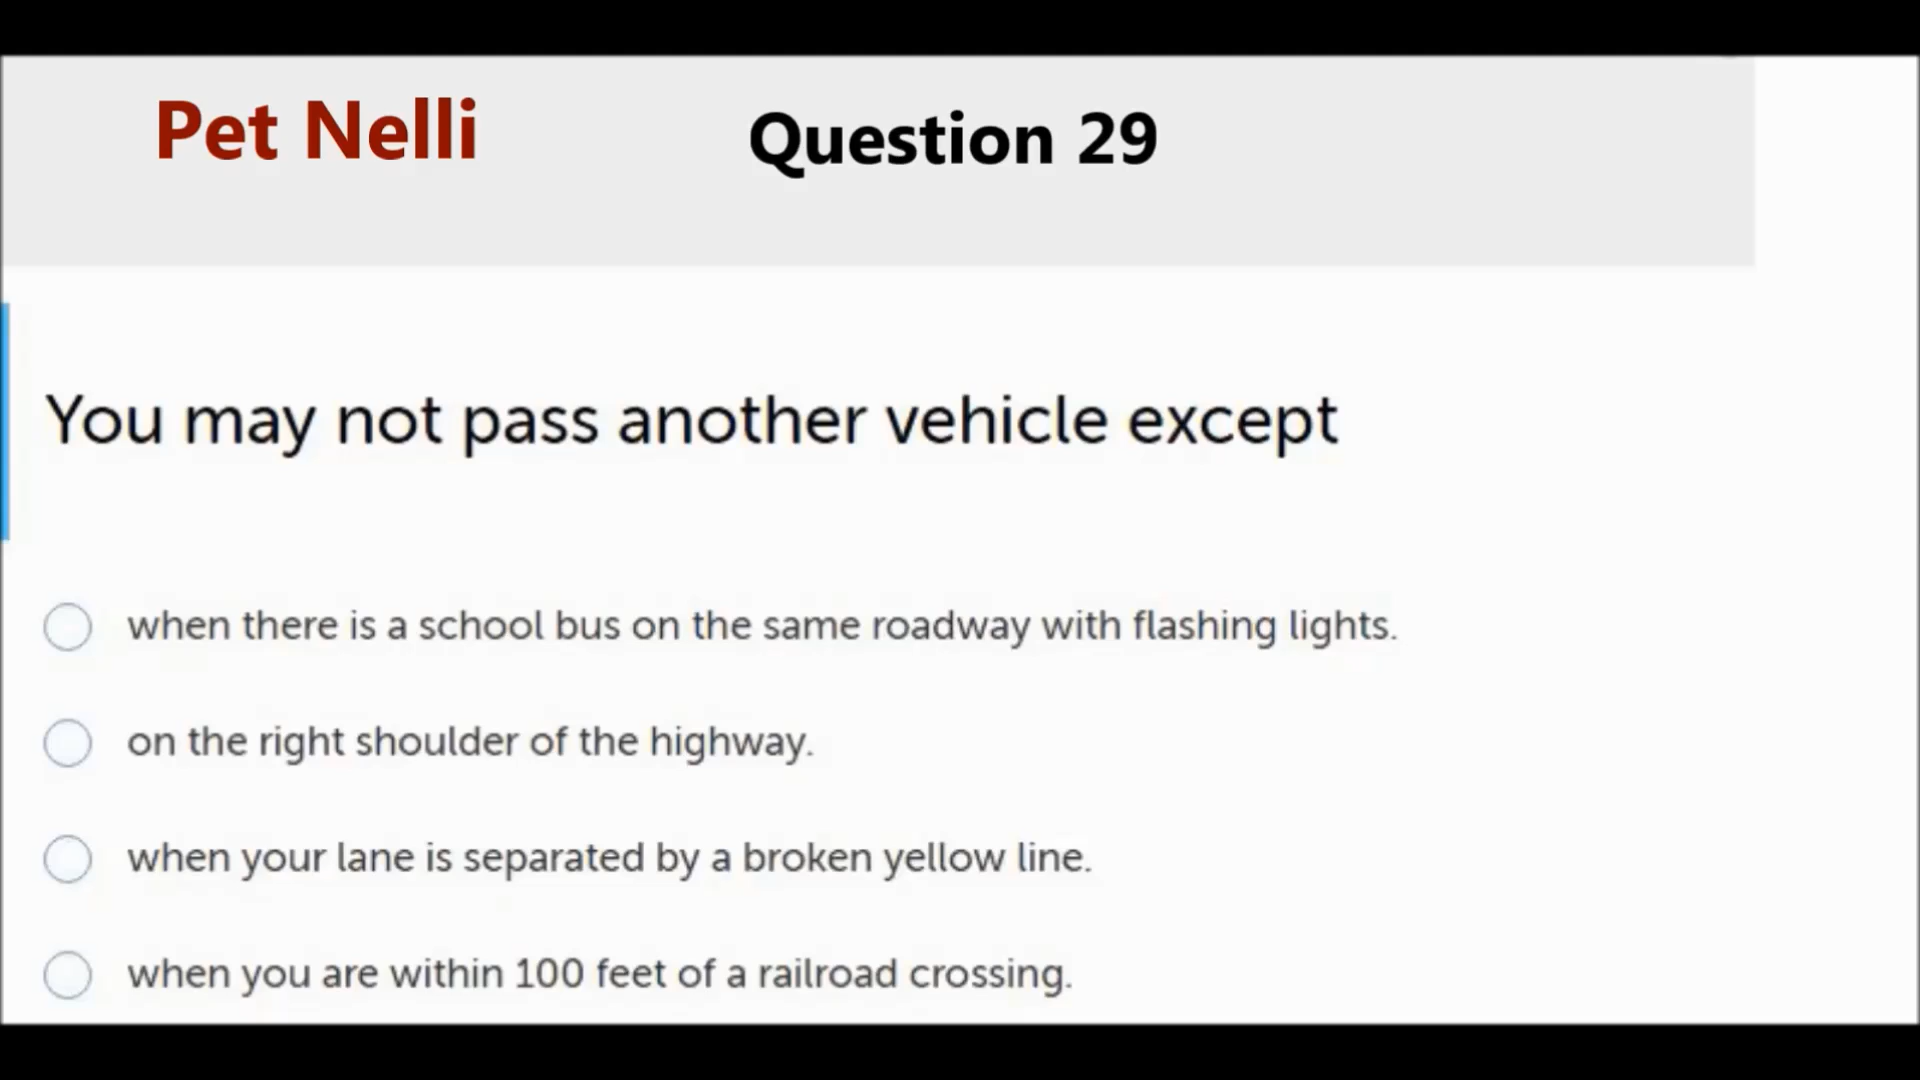 Pet Nelli
Question 29
You may not pass another vehicle except
when there is a school bus on the same roadway with flashing lights.
on the right shoulder of the highway.
when your lane is separated by a broken yellow line.
when you are within 100 feet of a railroad crossing.